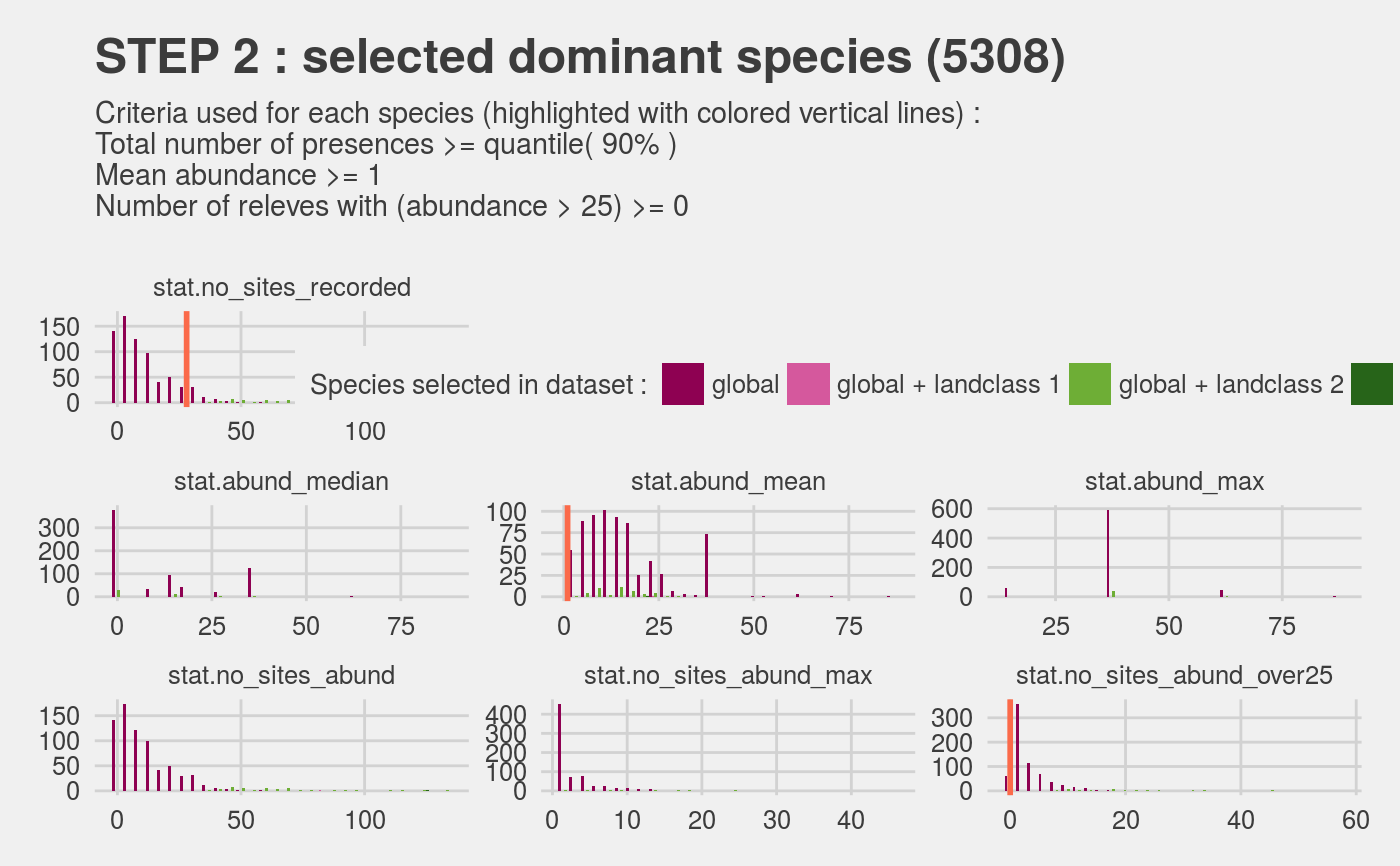 STEP 2 : selected dominant species (5308)
Criteria used for each species (highlighted with colored vertical lines) :
Total number of presences >= quantile( 90% )
Mean abundance >= 1
Number of releves with (abundance > 25) >= 0
stat.no_sites_recorded
150
100
50
0
0 50 100
Species selected in dataset : global global + landclass 1 global + landclass 2
stat.abund_median
300
200
100
0
0 25 50 75
stat.abund_mean
100
75
50
25
0
0 25 50 75
stat.abund_max
600
400
200
0
25 50 75
stat.no_sites_abund
150
100
50
0
0 50 100
stat.no_sites_abund_max
400
300
200
100
0
0 10 20 30 40
stat.no_sites_abund_over25
300
200
100
0
0 20 40 60